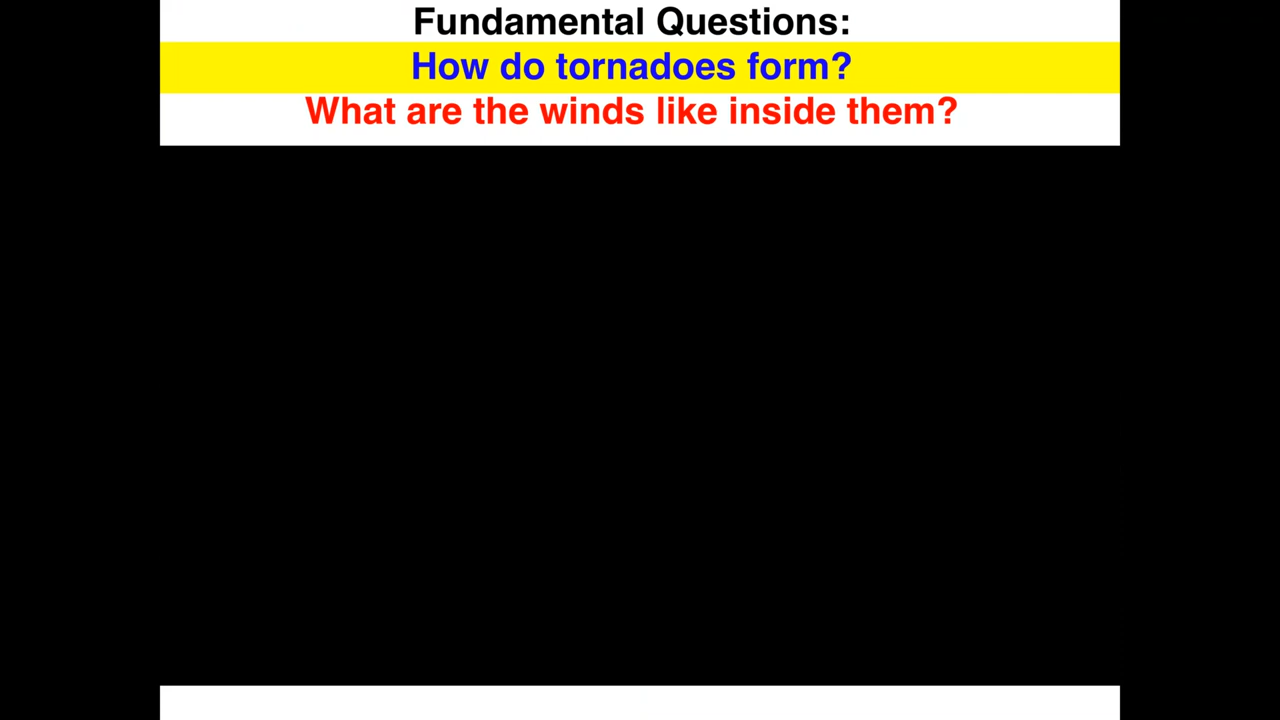 Fundamental Questions:
How do tornadoes form?
What are the winds like inside them?